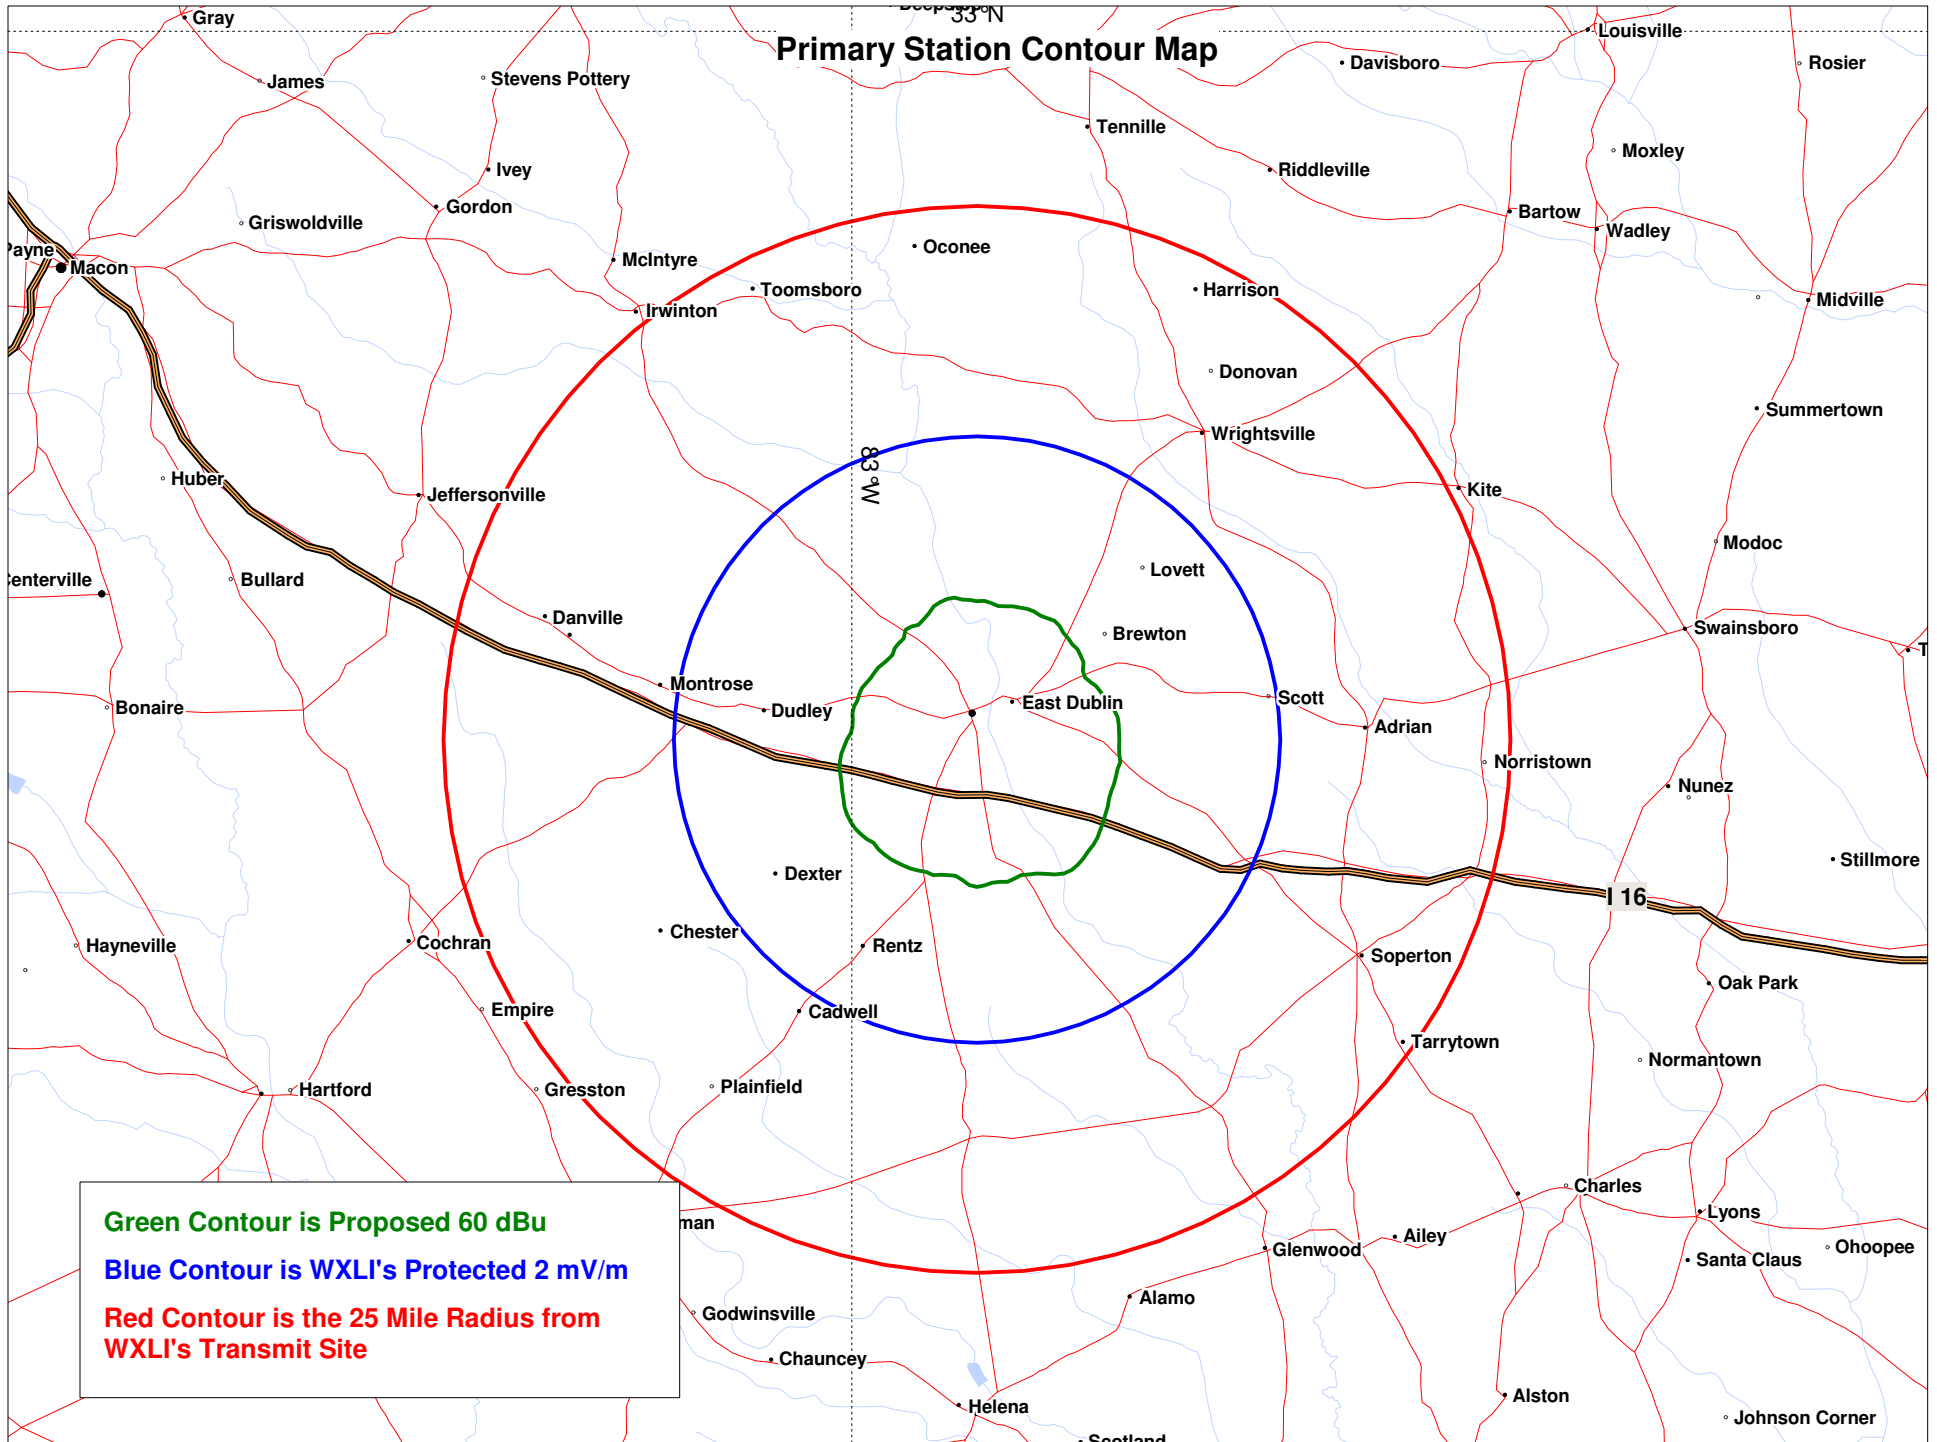 33°N
Primary Station Contour Map
Gray
Louisville
Davisboro
Rosier
James
Stevens Pottery
Tennille
Moxley
Ivey
Riddleville
Gordon
Bartow
Griswoldville
Wadley
Oconee
Payne
McIntyre
Macon
Toomsboro
Harrison
Midville
Irwinton
Donovan
Summertown
Wrightsville
83°W
Huber
Kite
Jeffersonville
Modoc
Lovett
Centerville
Bullard
Danville
Brewton
Swainsboro
T
Montrose
Scott
East Dublin
Bonaire
Dudley
Adrian
Norristown
Nunez
Stillmore
Dexter
I 16
Chester
Cochran
Hayneville
Rentz
Soperton
Oak Park
Empire
Cadwell
Tarrytown
Normantown
Hartford
Gresston
Plainfield
Charles
Lyons
Green Contour is Proposed 60 dBu
man
Ailey
Glenwood
Ohoopee
Santa Claus
Blue Contour is WXLI's Protected 2 mV/m
Alamo
Godwinsville
Red Contour is the 25 Mile Radius from
WXLI's Transmit Site
Chauncey
Alston
Helena
Johnson Corner
Scotland